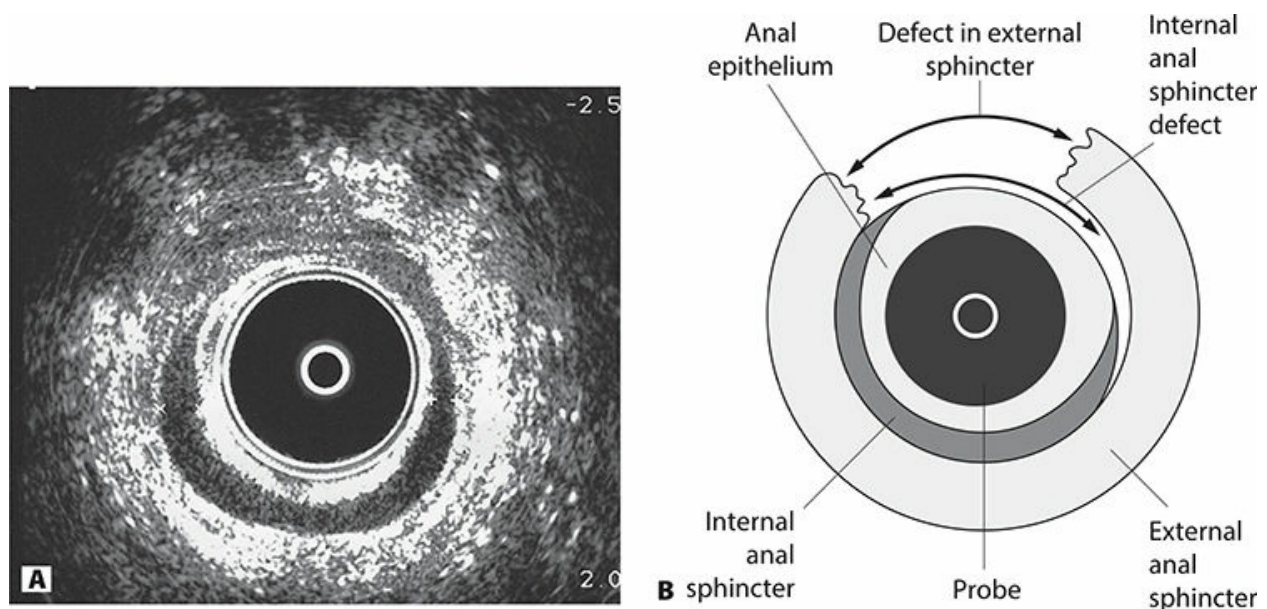 -2.5
2.0
A
Anal
epithelium
Defect in external
sphincter
Internal
anal
sphincter
defect
Internal
anal
sphincter
Probe
External
anal
sphincter
B